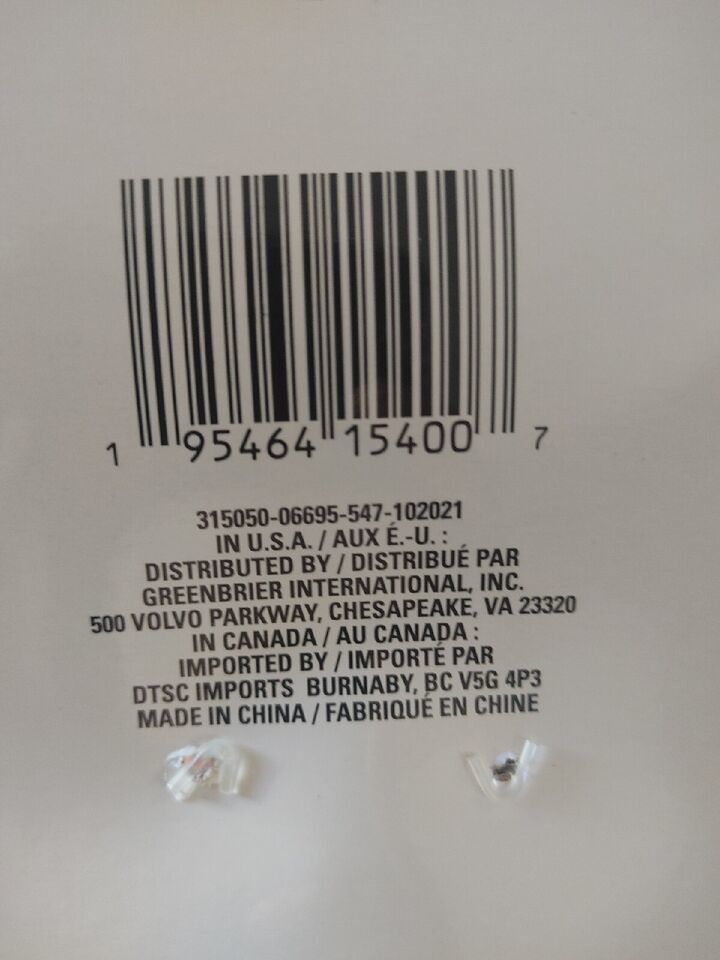 1 95464 15400 7
315050-06695-547-102021
IN U.S.A. / AUX É.-U. :
DISTRIBUTED BY / DISTRIBUÉ PAR
GREENBRIER INTERNATIONAL, INC.
500 VOLVO PARKWAY, CHESAPEAKE, VA 23320
IN CANADA / AU CANADA :
IMPORTED BY / IMPORTÉ PAR
DTSC IMPORTS BURNABY, BC V5G 4P3
MADE IN CHINA / FABRIQUÉ EN CHINE